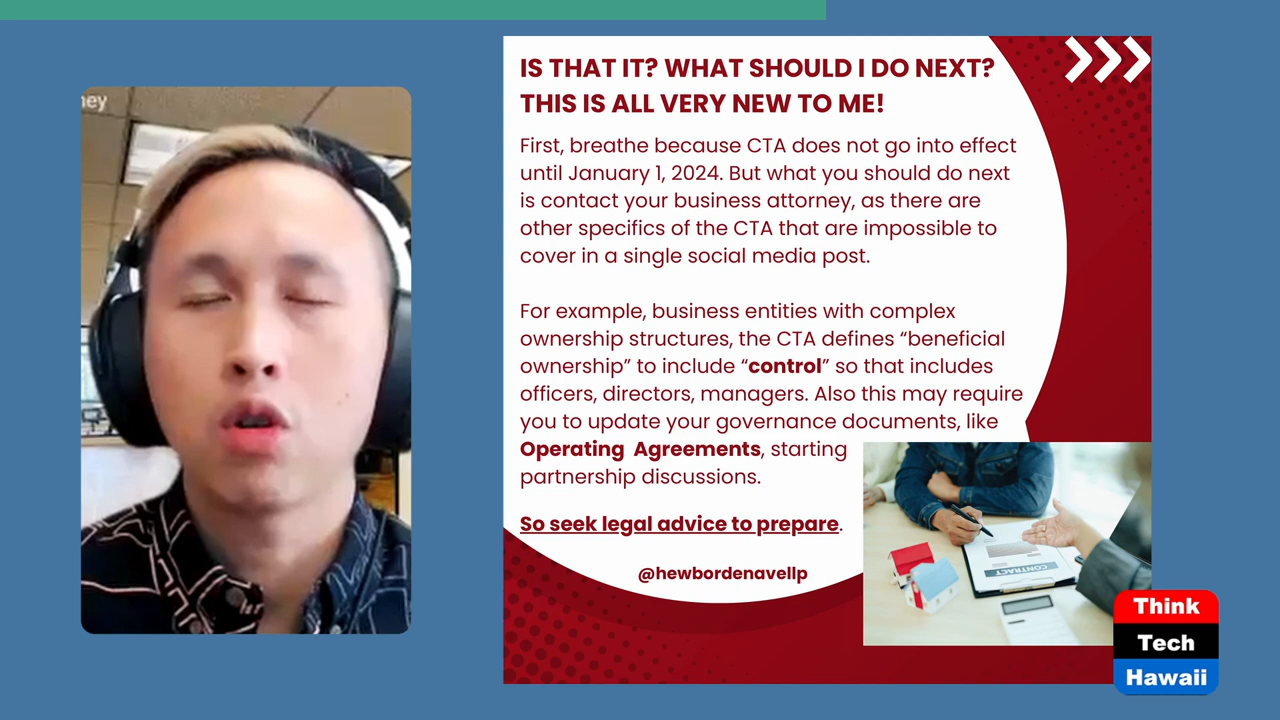 ney
IS THAT IT? WHAT SHOULD I DO NEXT?
THIS IS ALL VERY NEW TO ME!
First, breathe because CTA does not go into effect
until January 1, 2024. But what you should do next
is contact your business attorney, as there are
other specifics of the CTA that are impossible to
cover in a single social media post.
For example, business entities with complex
ownership structures, the CTA defines “beneficial
ownership” to include “control” so that includes
officers, directors, managers. Also this may require
you to update your governance documents, like
Operating Agreements, starting
partnership discussions.
So seek legal advice to prepare.
@hewbordenavellp
CONTRACT
Think
Tech
Hawaii